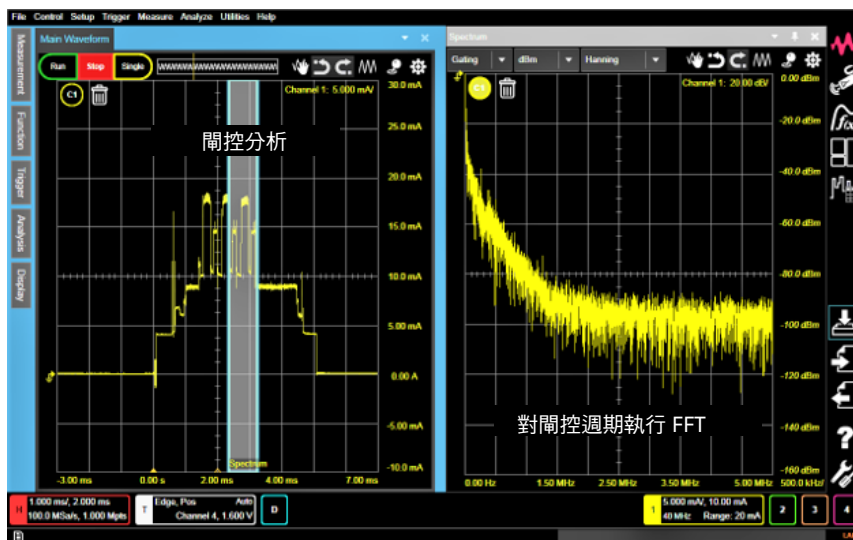 File Control Setup Trigger Measure Analyze Utilities Help
Main Waveform
Run Stop Single
Measurement
Function
Trigger
Analysis
Display
C1
Channel 1: 5.000 mA/
閘控分析
30.0 mA
25.0 mA
20.0 mA
15.0 mA
10.0 mA
5.00 mA
0.00 A
-5.00 mA
-10.0 mA
Spectrum
-3.00 ms 0.00 s 2.00 ms 4.00 ms 7.00 ms
Spectrum
Gating dBm Hanning
C1
Channel 1: 20.00 dB/
0.00 dBm
-20.0 dBm
-40.0 dBm
-60.0 dBm
-80.0 dBm
-100 dBm
-120 dBm
-140 dBm
-160 dBm
對閘控週期執行 FFT
0.00 Hz 1.50 MHz 2.50 MHz 3.50 MHz 5.00 MHz 500.0 kHz/
H
1.000 ms/, 2.000 ms
100.0 MSa/s, 1.000 Mpts
T
Edge, Pos Auto
Channel 4, 1.600 V
D
1
5.000 mA/, 10.00 mA
40 MHz Range: 20 mA
2
3
4